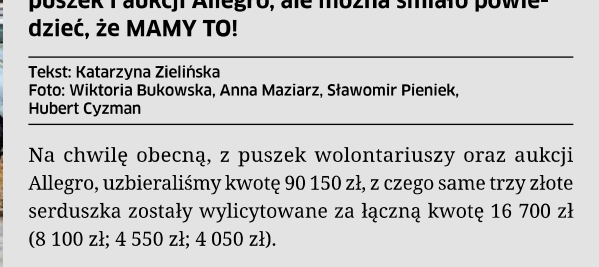 puszek i aukcji Allegro, ale można śmiało powie-
dzieć, że MAMY TO!
Tekst: Katarzyna Zielińska
Foto: Wiktoria Bukowska, Anna Maziarz, Sławomir Pieniek,
Hubert Cyzman
Na chwilę obecną, z puszek wolontariuszy oraz aukcji
Allegro, uzbieraliśmy kwotę 90 150 zł, z czego same trzy złote
serduszka zostały wylicytowane za łączną kwotę 16 700 zł
(8 100 zł; 4 550 zł; 4 050 zł).